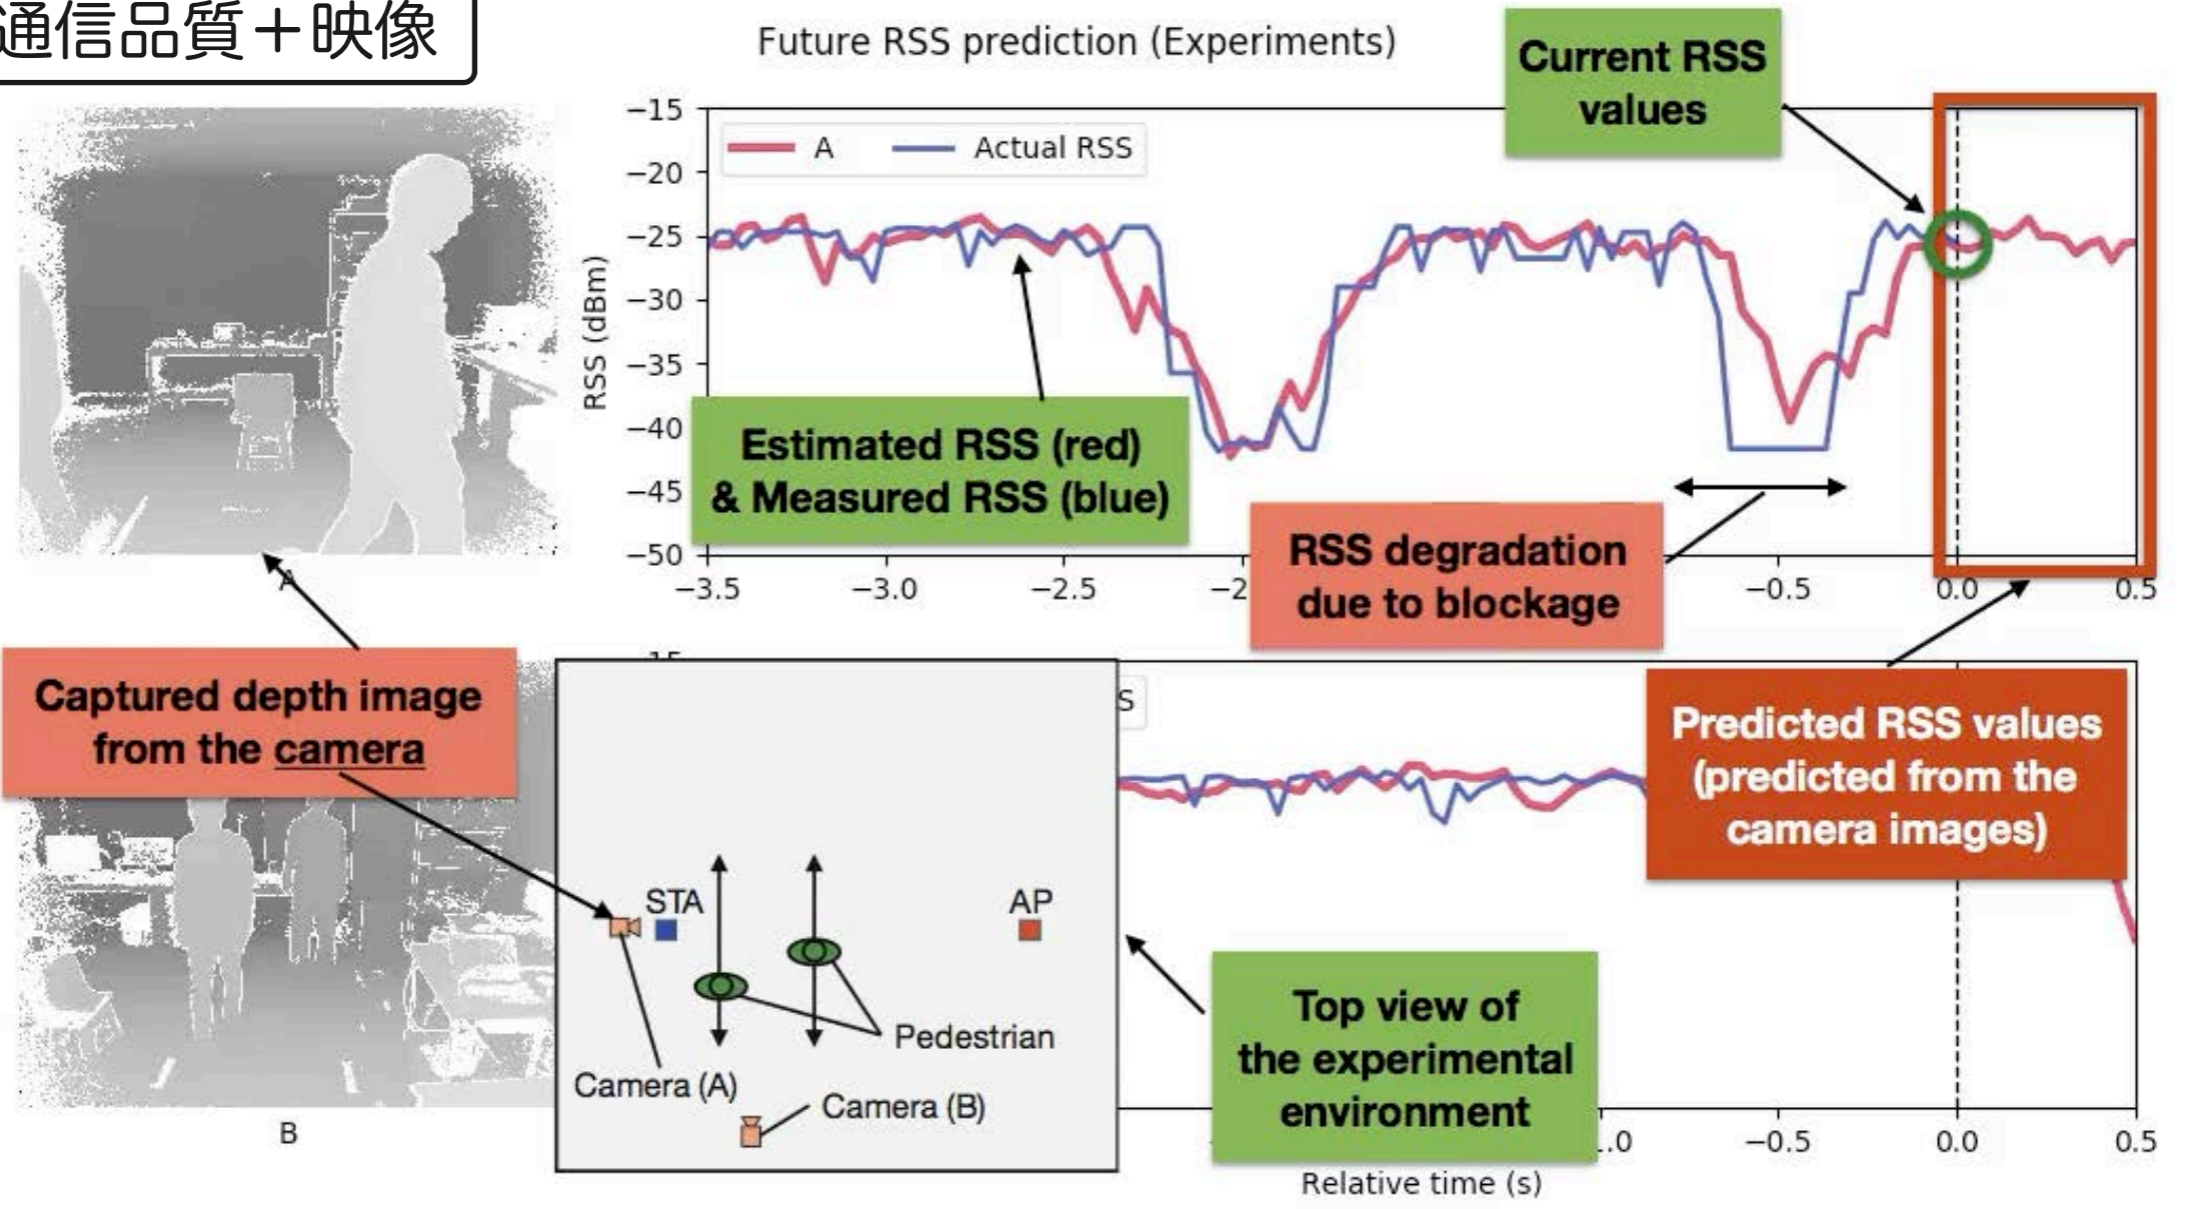 通信品質+映像
Future RSS prediction (Experiments)
Current RSS
values
A
Actual RSS
−15
−20
−25
−30
−35
−40
−45
−50
RSS (dBm)
Estimated RSS (red)
& Measured RSS (blue)
RSS degradation
due to blockage
−3.5
−3.0
−2.5
−2
−0.5
0.0
0.5
A
Captured depth image
from the camera
Predicted RSS values
(predicted from the
camera images)
S
STA
AP
Pedestrian
Camera (A)
Camera (B)
Top view of
the experimental
environment
B
.0
−0.5
0.0
0.5
Relative time (s)